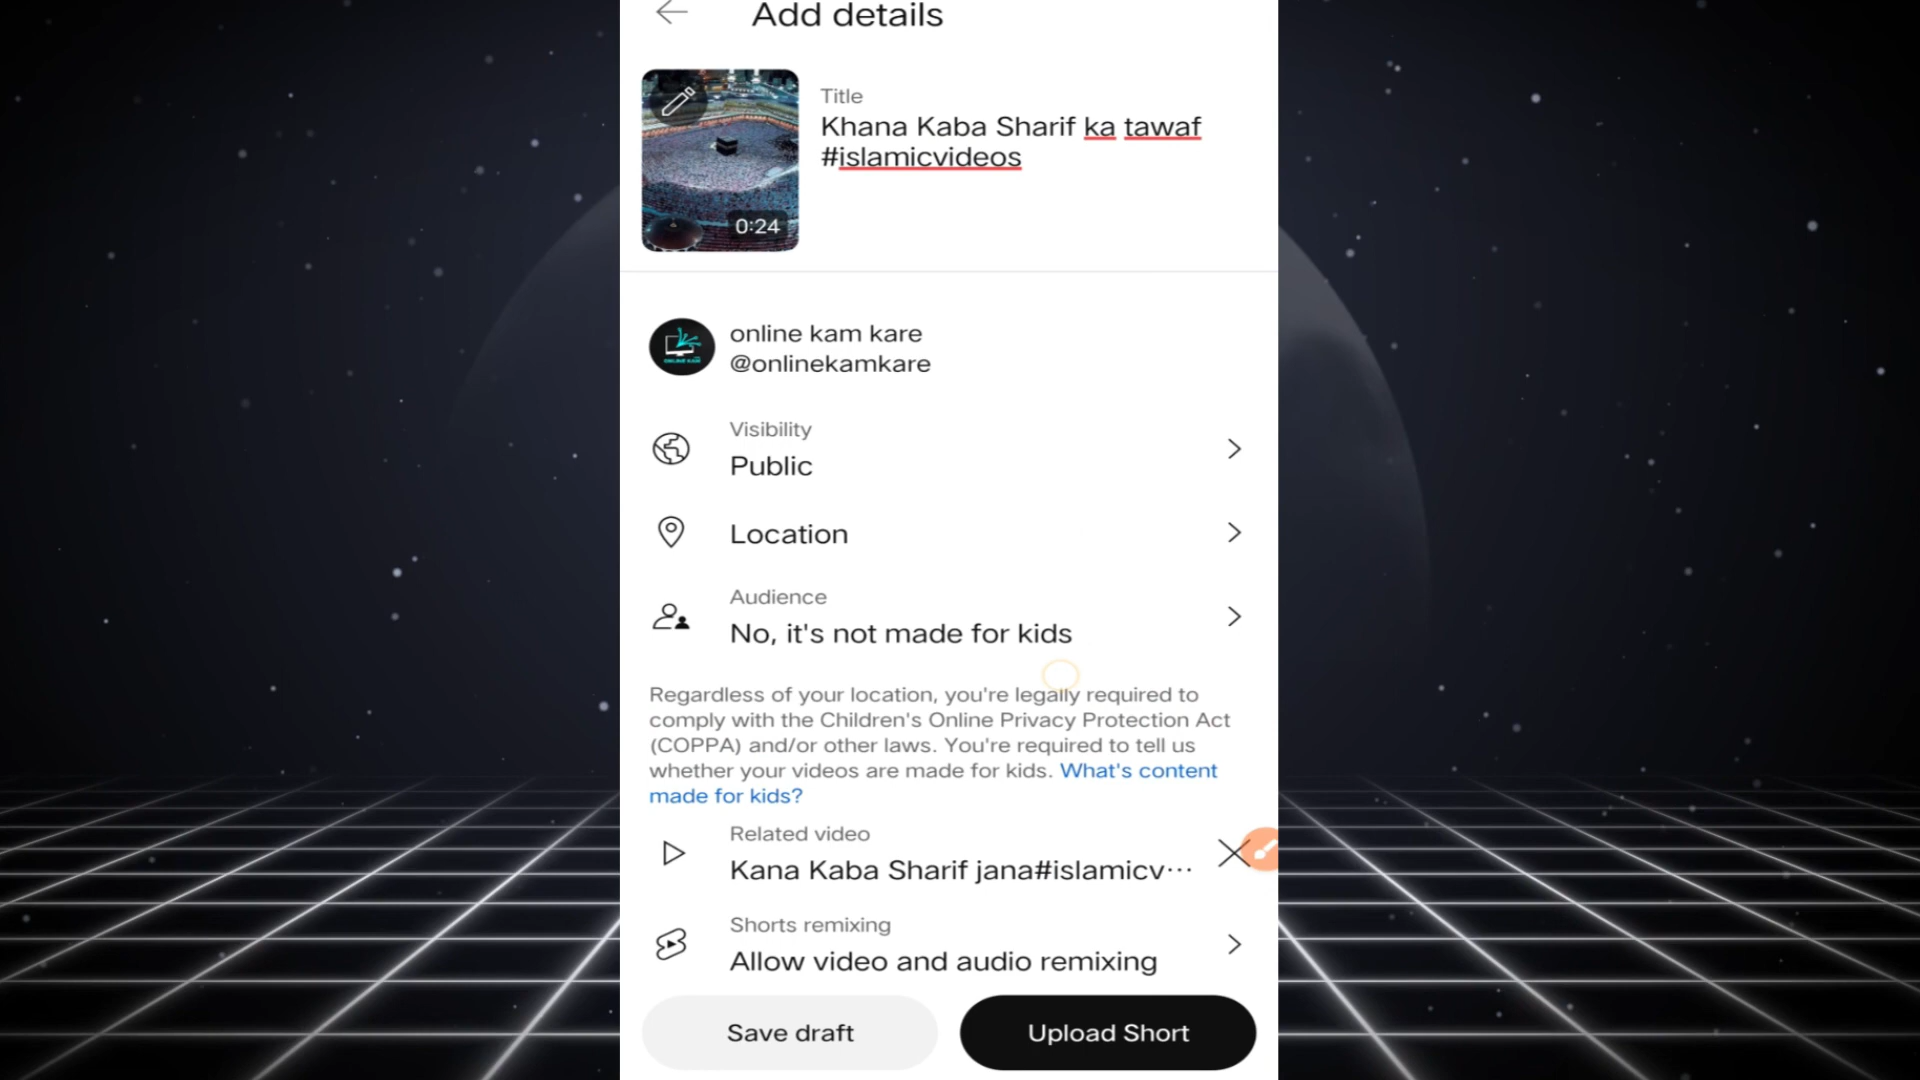 Add details
Title
Khana Kaba Sharif ka tawaf
#islamicvideos
0:24
online kam kare
@onlinekamkare
ONLINE KAM
Visibility
Public
Location
Audience
No, it's not made for kids
Regardless of your location, you're legally required to
comply with the Children's Online Privacy Protection Act
(COPPA) and/or other laws. You're required to tell us
whether your videos are made for kids. What's content
made for kids?
Related video
Kana Kaba Sharif jana#islamicv···
Shorts remixing
Allow video and audio remixing
Save draft
Upload Short